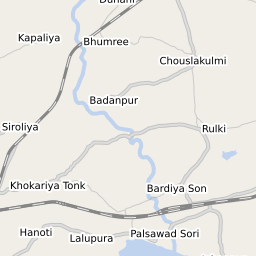 Kapaliya
Bhumree
Chouslakulmi
Badanpur
Siroliya
Rulki
Khokariya Tonk
Bardiya Son
Hanoti
Lalupura
Palsawad Sori